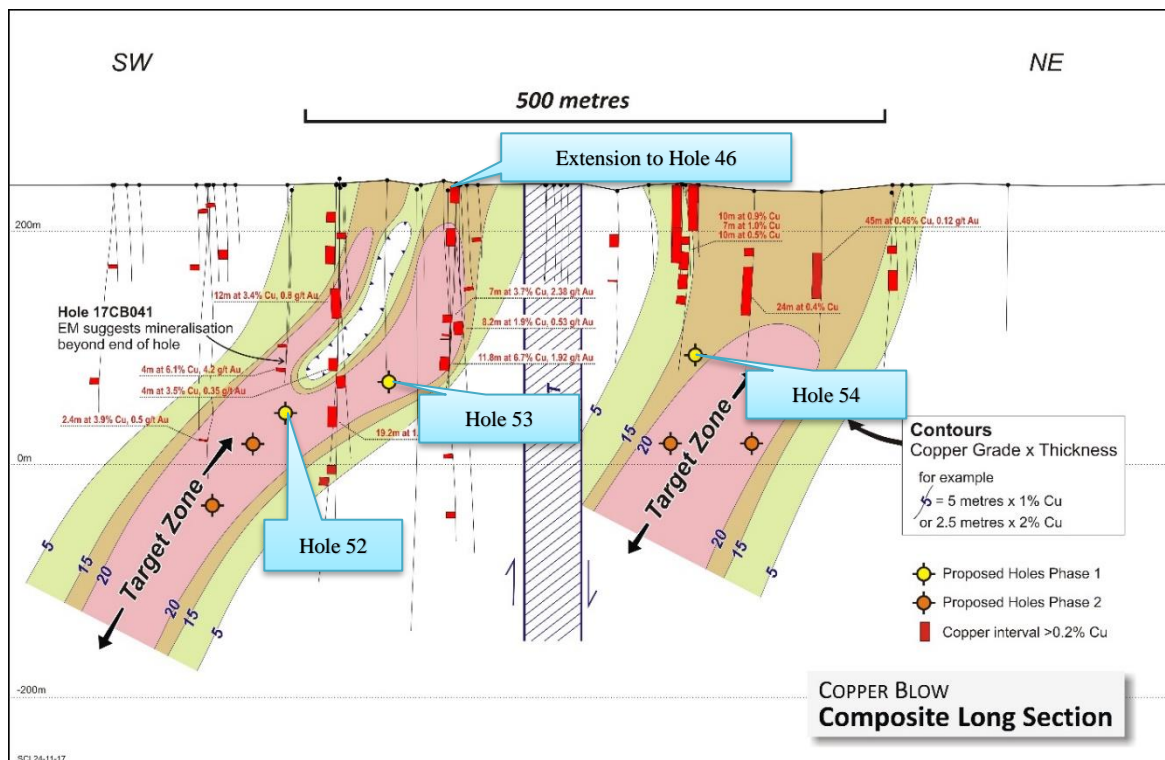 SW
NE
500 metres
Extension to Hole 46
200m
10m at 0.9% Cu
7m at 1.0% Cu
10m at 0.5% Cu
45m at 0.46%, 0.12 g/t Au
12m at 3.4% Cu, 0.8 g/t Au
7m at 3.7% Cu, 2.38 g/t Au
24m at 0.4% Cu
Hole 17CB041
EM suggests mineralisation
beyond end of hole
8.2m at 1.9% Cu, 0.53 g/t Au
11.8m at 6.7% Cu, 1.92 g/t Au
4m at 6.1% Cu, 4.2 g/t Au
4m at 3.5% Cu, 0.35 g/t Au
2.4m at 3.9% Cu, 0.5 g/t Au
19.2m at 1.
Hole 53
Hole 54
5
15
20
Contours
Copper Grade x Thickness
for example
5 = 5 metres x 1% Cu
or 2.5 metres x 2% Cu
0m
Target Zone
Target Zone
Hole 52
5
15
20
20
15
5
20
15
5
Proposed Holes Phase 1
Proposed Holes Phase 2
Copper interval >0.2% Cu
-200m
COPPER BLOW
Composite Long Section
SCI 24-11-17